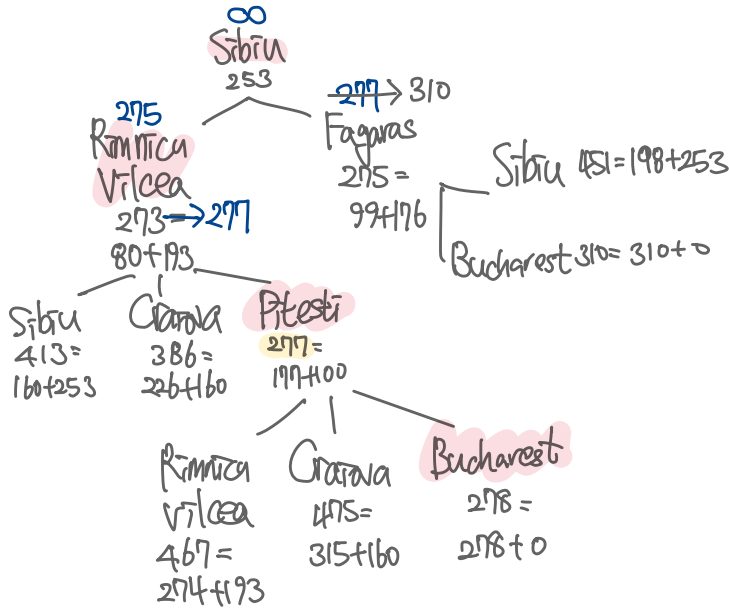 ∞
Sibiu
253
277 → 310
275
Rimnicu
Vilcea
273 = → 277
80+193
Fagaras
275 =
99+176
Sibiu 451=198+253
Bucharest 310= 310+0
Sibiu
413=
160+253
Craiova
386=
226+160
Pitesti
277=
177+100
Rimnicu
Vilcea
467=
274+193
Craiova
475=
315+160
Bucharest
278 =
278+0